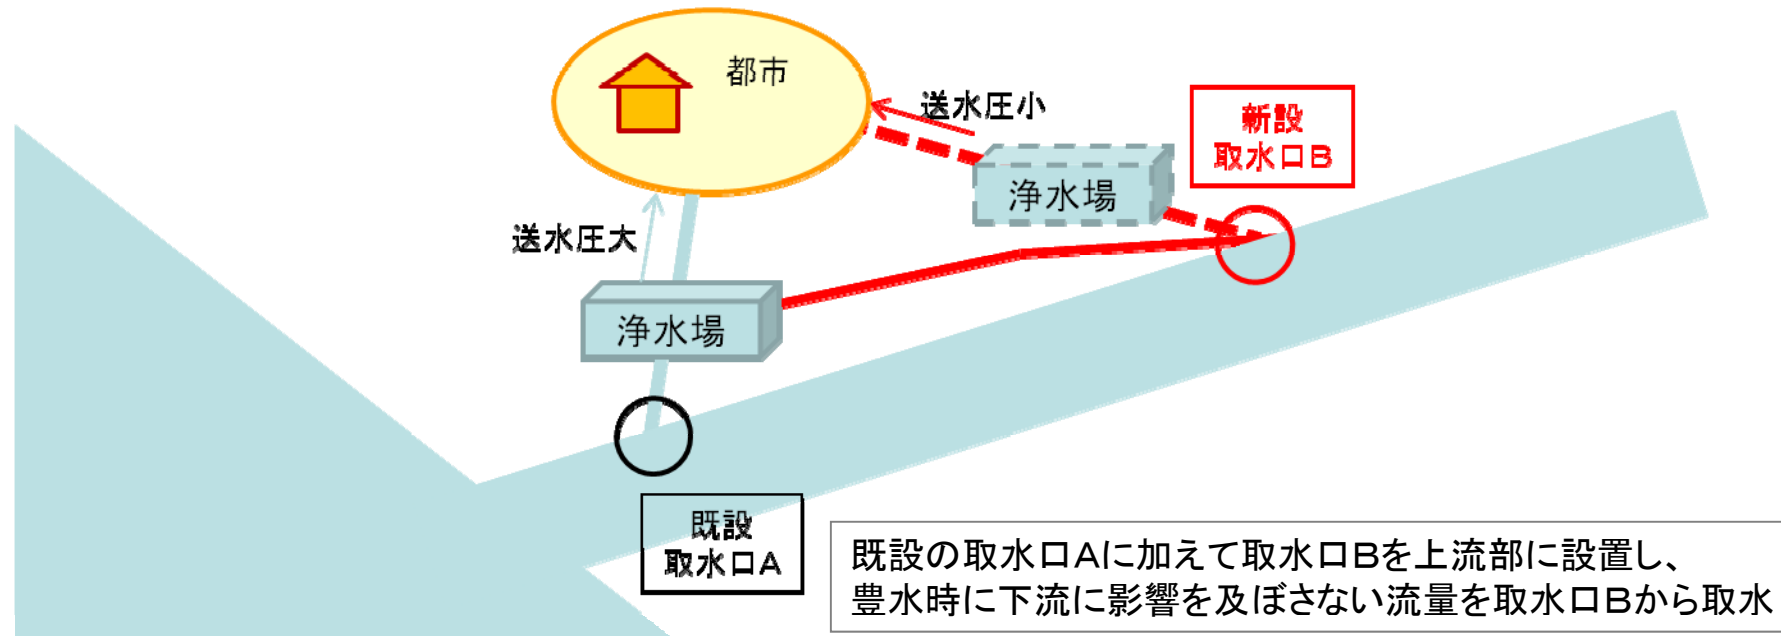 都市
送水圧小
新設
取水口B
浄水場
送水圧大
浄水場
既設
取水口A
既設の取水口Aに加えて取水口Bを上流部に設置し、
豊水時に下流に影響を及ぼさない流量を取水口Bから取水